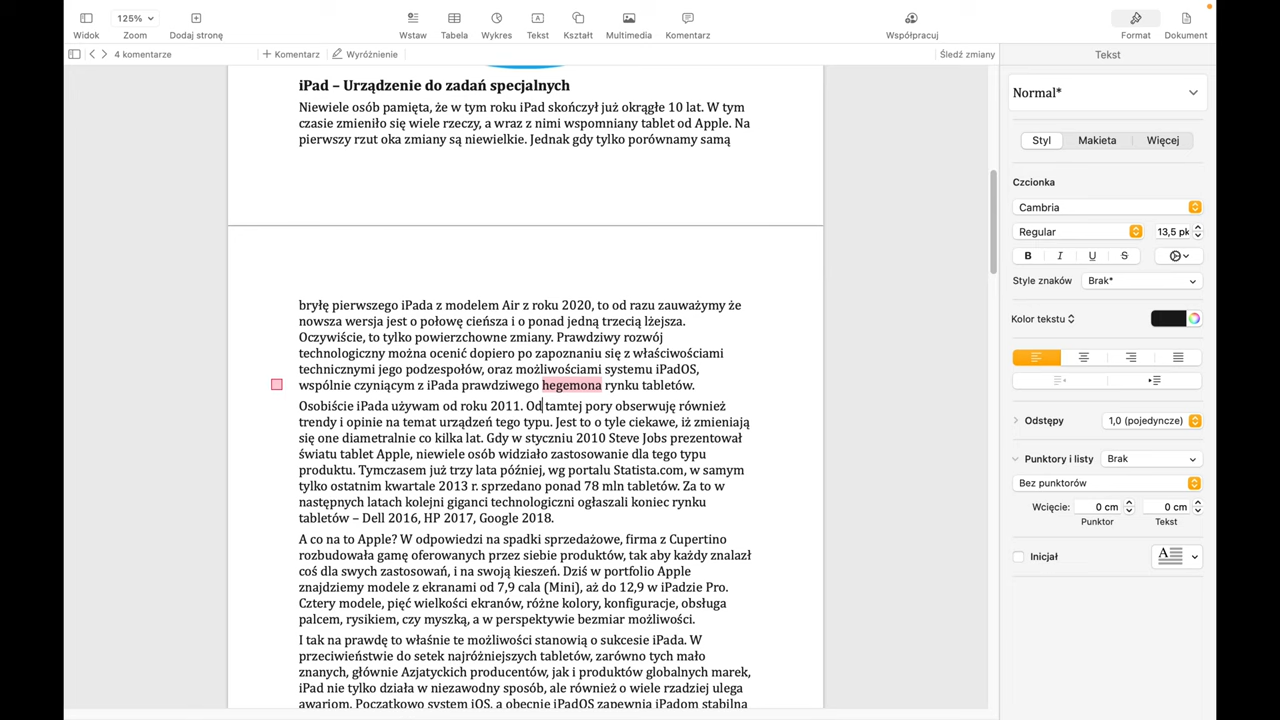 Widok
125%
Zoom
Dodaj stronę
Wstaw
Tabela
Wykres
Tekst
Kształt
Multimedia
Komentarz
Współpracuj
Format
Dokument
4 komentarze
+ Komentarz
Wyróżnienie
Śledź zmiany
iPad – Urządzenie do zadań specjalnych
Niewiele osób pamięta, że w tym roku iPad skończył już okrągłe 10 lat. W tym
czasie zmieniło się wiele rzeczy, a wraz z nimi wspomniany tablet od Apple. Na
pierwszy rzut oka zmiany są niewielkie. Jednak gdy tylko porównamy samą
bryłę pierwszego iPada z modelem Air z roku 2020, to od razu zauważymy że
nowsza wersja jest o połowę cieńsza i o ponad jedną trzecią lżejsza.
Oczywiście, to tylko powierzchowne zmiany. Prawdziwy rozwój
technologiczny można ocenić dopiero po zapoznaniu się z właściwościami
technicznymi jego podzespołów, oraz możliwościami systemu iPadOS,
wspólnie czyniącym z iPada prawdziwego hegemona rynku tabletów.
Osobiście iPada używam od roku 2011. Od tamtej pory obserwuję również
trendy i opinie na temat urządzeń tego typu. Jest to o tyle ciekawe, iż zmieniają
się one diametralnie co kilka lat. Gdy w styczniu 2010 Steve Jobs prezentował
światu tablet Apple, niewiele osób widziało zastosowanie dla tego typu
produktu. Tymczasem już trzy lata później, wg portalu Statista.com, w samym
tylko ostatnim kwartale 2013 r. sprzedano ponad 78 mln tabletów. Za to w
następnych latach kolejni giganci technologiczni ogłaszali koniec rynku
tabletów – Dell 2016, HP 2017, Google 2018.
A co na to Apple? W odpowiedzi na spadki sprzedażowe, firma z Cupertino
rozbudowała gamę oferowanych przez siebie produktów, tak aby każdy znalazł
coś dla swych zastosowań, i na swoją kieszeń. Dziś w portfolio Apple
znajdziemy modele z ekranami od 7,9 cala (Mini), aż do 12,9 w iPadzie Pro.
Cztery modele, pięć wielkości ekranów, różne kolory, konfiguracje, obsługa
palcem, rysikiem, czy myszką, a w perspektywie bezmiar możliwości.
I tak na prawdę to właśnie te możliwości stanowią o sukcesie iPada. W
przeciwieństwie do setek najróżniejszych tabletów, zarówno tych mało
znanych, głównie Azjatyckich producentów, jak i produktów globalnych marek,
iPad nie tylko działa w niezawodny sposób, ale również o wiele rzadziej ulega
awariom. Początkowo system iOS, a obecnie iPadOS zapewnia iPadom stabilna
Tekst
Normal*
Styl
Makieta
Więcej
Czcionka
Cambria
Regular
13,5 pk
B
I
U
S
Style znaków
Brak*
Kolor tekstu
Odstępy
1,0 (pojedyncze)
Punktory i listy
Brak
Bez punktorów
Wcięcie:
0 cm
0 cm
Punktor
Tekst
Inicjał
A